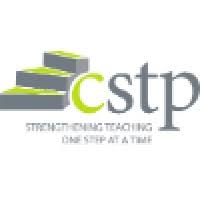 cstp
STRENGTHENING TEACHING
ONE STEP AT A TIME